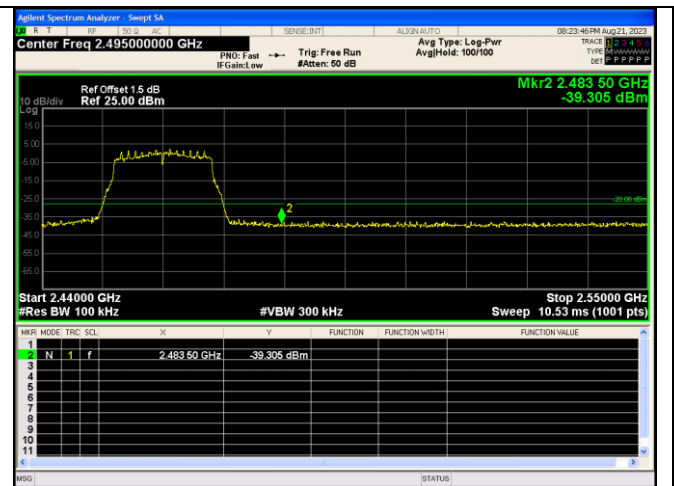 Agilent Spectrum Analyzer - Swept SA
R T RF 50 Ω AC SENSE:INT ALIGN AUTO 08:23:46 PM Aug 21, 2023
Center Freq 2.495000000 GHz
PNO: Fast
IFGain:Low
Trig: Free Run
#Atten: 50 dB
Avg Type: Log-Pwr
Avg|Hold: 100/100
TRACE 1 2 3 4 5 6
TYPE M
DET P P P P P P
Mkr2 2.483 50 GHz
-39.305 dBm
Ref Offset 1.5 dB
10 dB/div Ref 25.00 dBm
Log
15.0
5.00
-5.00
-15.0
-25.0
-35.0
-45.0
-55.0
-65.0
2
Start 2.44000 GHz Stop 2.55000 GHz
#Res BW 100 kHz #VBW 300 kHz Sweep 10.53 ms (1001 pts)
MKR MODE TRC SCL X Y FUNCTION FUNCTION WIDTH FUNCTION VALUE
1
2 N 1 f 2.483 50 GHz -39.305 dBm
3
4
5
6
7
8
9
10
11
MSG STATUS